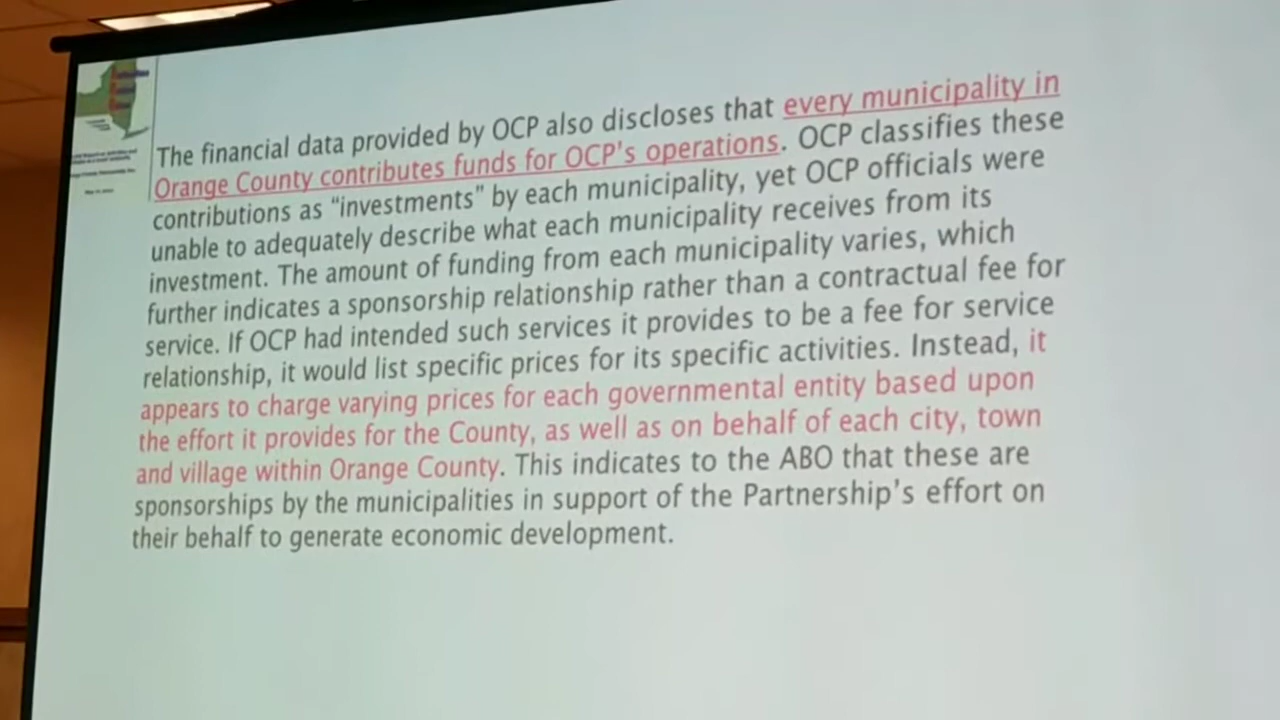 The financial data provided by OCP also discloses that every municipality in
Orange County contributes funds for OCP's operations. OCP classifies these
contributions as “investments” by each municipality, yet OCP officials were
unable to adequately describe what each municipality receives from its
investment. The amount of funding from each municipality varies, which
further indicates a sponsorship relationship rather than a contractual fee for
service. If OCP had intended such services it provides to be a fee for service
relationship, it would list specific prices for its specific activities. Instead, it
appears to charge varying prices for each governmental entity based upon
the effort it provides for the County, as well as on behalf of each city, town
and village within Orange County. This indicates to the ABO that these are
sponsorships by the municipalities in support of the Partnership's effort on
their behalf to generate economic development.